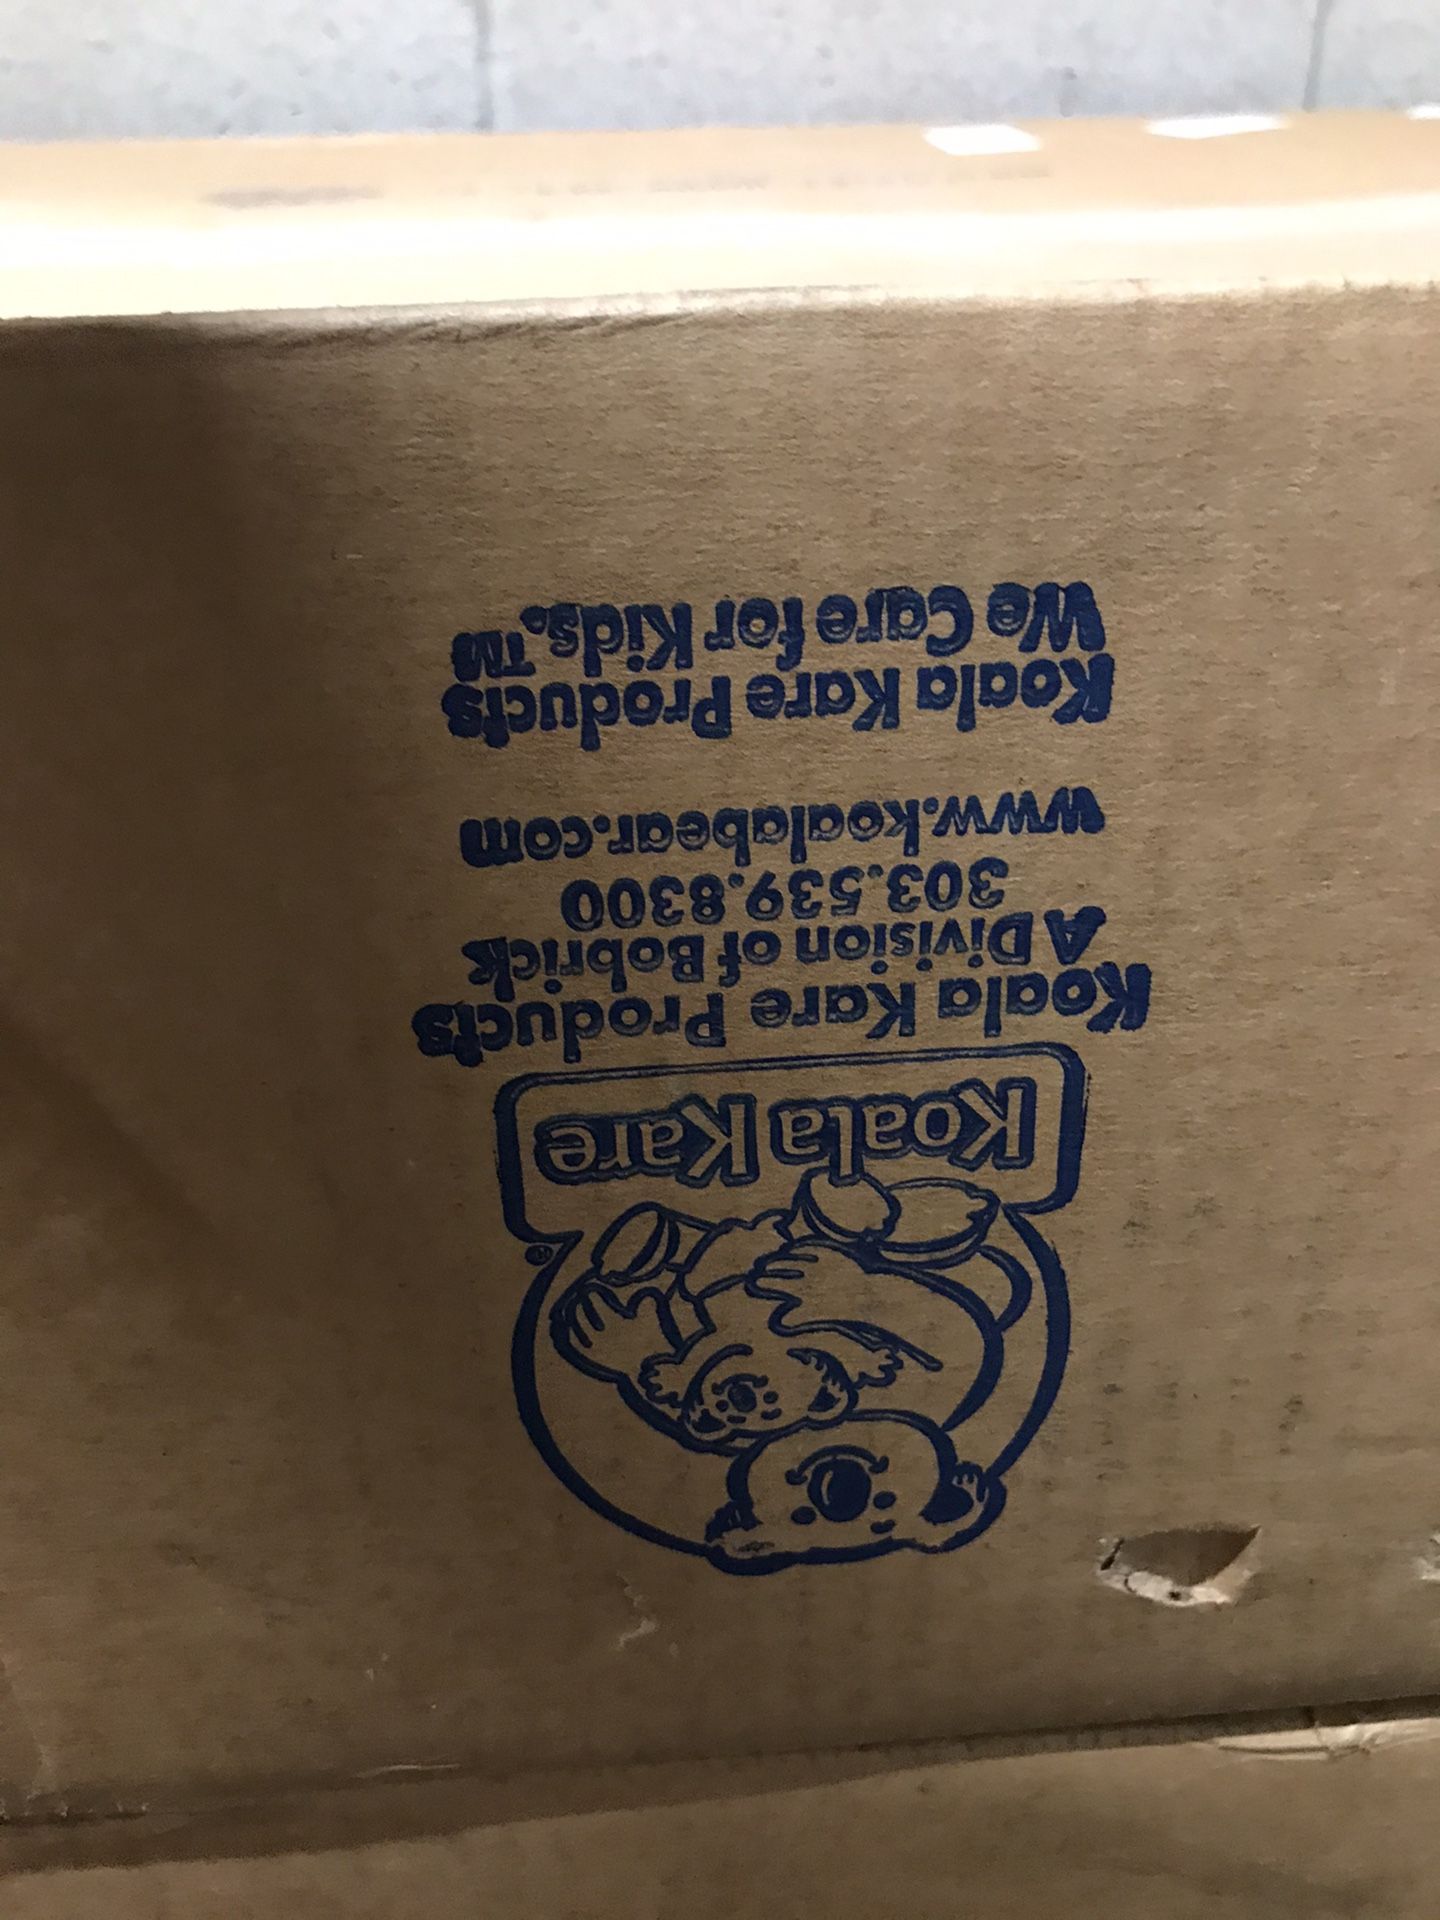 Koala Kare
Koala Kare Products
A Division of Bobrick
303.539.8300
www.koalabear.com
Koala Kare Products
We Care for Kids.™